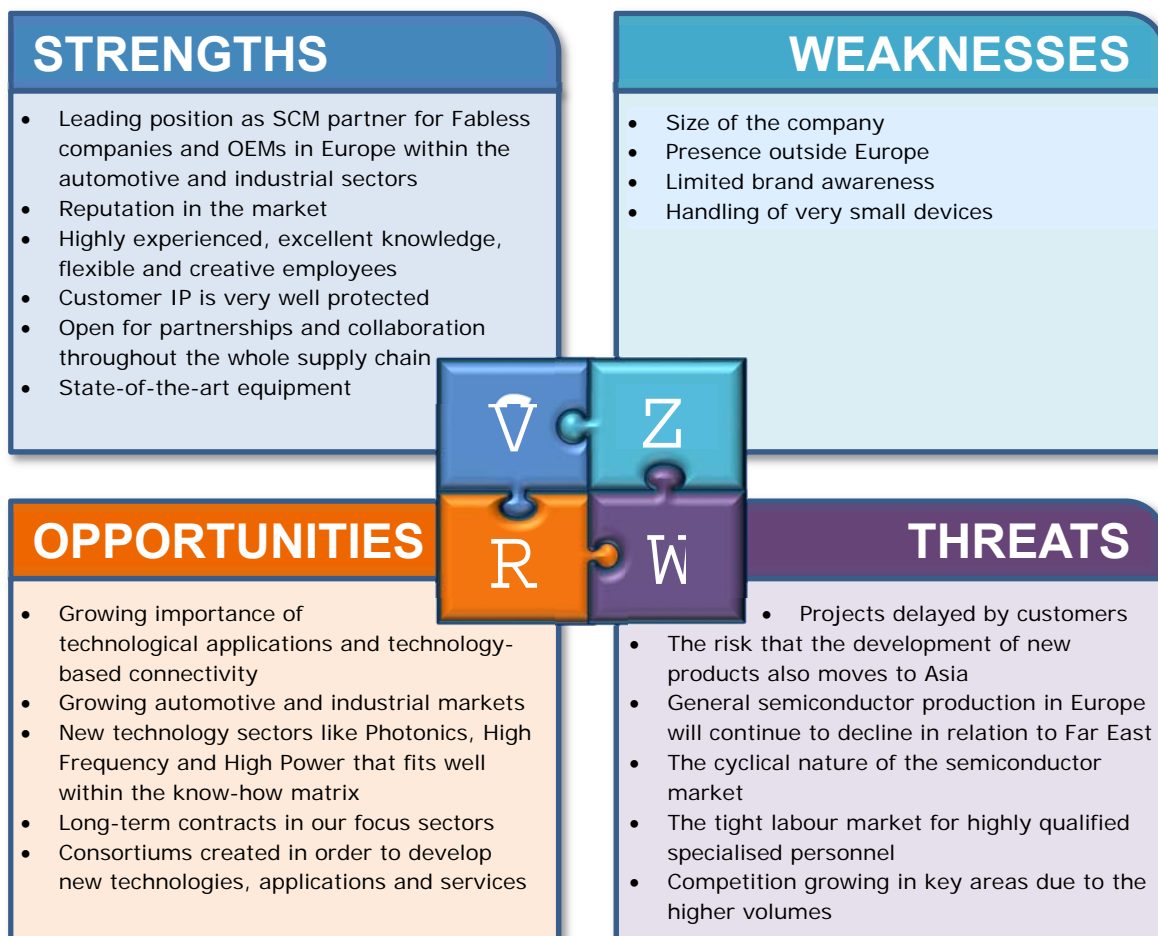 STRENGTHS
• Leading position as SCM partner for Fabless
companies and OEMs in Europe within the
automotive and industrial sectors
• Reputation in the market
• Highly experienced, excellent knowledge,
flexible and creative employees
• Customer IP is very well protected
• Open for partnerships and collaboration
throughout the whole supply chain
• State-of-the-art equipment
WEAKNESSES
• Size of the company
• Presence outside Europe
• Limited brand awareness
• Handling of very small devices
V
Z
R
W
OPPORTUNITIES
• Growing importance of
technological applications and technology-
based connectivity
• Growing automotive and industrial markets
• New technology sectors like Photonics, High
Frequency and High Power that fits well
within the know-how matrix
• Long-term contracts in our focus sectors
• Consortiums created in order to develop
new technologies, applications and services
THREATS
• Projects delayed by customers
• The risk that the development of new
products also moves to Asia
• General semiconductor production in Europe
will continue to decline in relation to Far East
• The cyclical nature of the semiconductor
market
• The tight labour market for highly qualified
specialised personnel
• Competition growing in key areas due to the
higher volumes